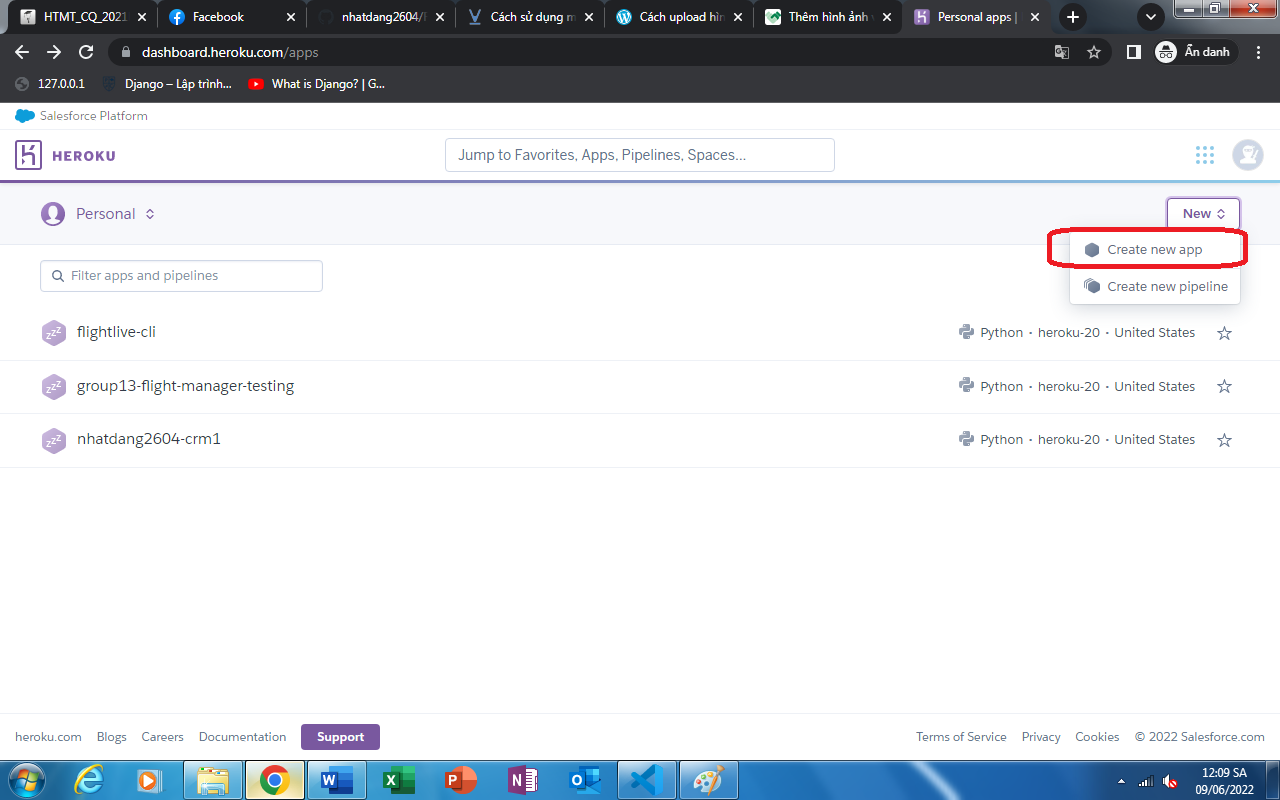 HTMT_CQ_2021
Facebook
nhatdang2604/
Cách sử dụng m
Cách upload hìn
Thêm hình ảnh
Personal apps |
dashboard.heroku.com/apps
Ẩn danh
127.0.0.1
Django – Lập trình...
What is Django? | G...
Salesforce Platform
HEROKU
Jump to Favorites, Apps, Pipelines, Spaces...
Personal
New
Create new app
Filter apps and pipelines
Create new pipeline
zzz flightlive-cli
Python · heroku-20 · United States
zzz group13-flight-manager-testing
Python · heroku-20 · United States
zzz nhatdang2604-crm1
Python · heroku-20 · United States
heroku.com Blogs Careers Documentation Support
Terms of Service Privacy Cookies © 2022 Salesforce.com
12:09 SA
09/06/2022